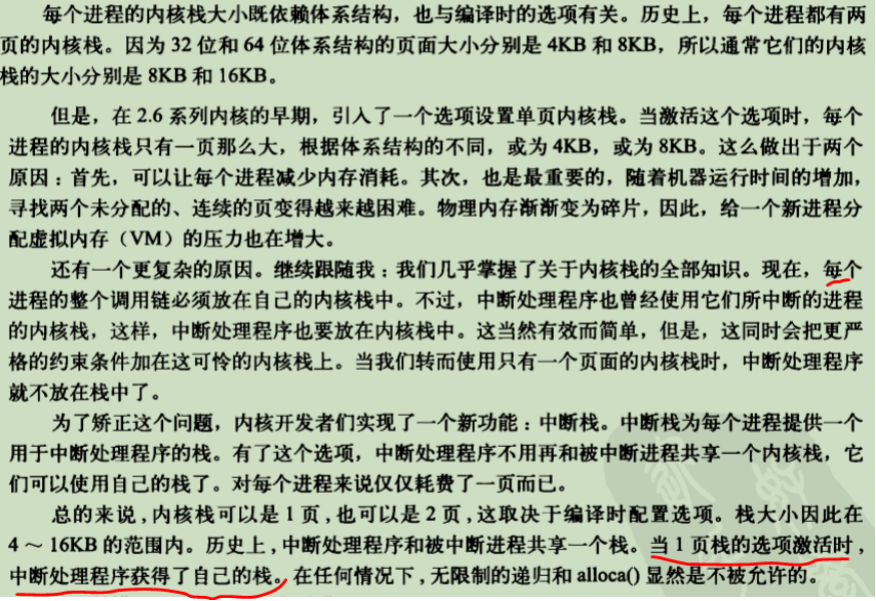 每个进程的内核栈大小既依赖体系结构，也与编译时的选项有关。历史上，每个进程都有两
页的内核栈。因为 32 位和 64 位体系结构的页面大小分别是 4KB 和 8KB，所以通常它们的内核
栈的大小分别是 8KB 和 16KB。
但是，在 2.6 系列内核的早期，引入了一个选项设置单页内核栈。当激活这个选项时，每个
进程的内核栈只有一页那么大，根据体系结构的不同，或为 4KB，或为 8KB。这么做出于两个
原因：首先，可以让每个进程减少内存消耗。其次，也是最重要的，随着机器运行时间的增加，
寻找两个未分配的、连续的页变得越来越困难。物理内存渐渐变为碎片，因此，给一个新进程分
配虚拟内存（VM）的压力也在增大。
还有一个更复杂的原因。继续跟随我：我们几乎掌握了关于内核栈的全部知识。现在，每个
进程的整个调用链必须放在自己的内核栈中。不过，中断处理程序也曾经使用它们所中断的进程
的内核栈，这样，中断处理程序也要放在内核栈中。这当然有效而简单，但是，这同时会把更严
格的约束条件加在这可怜的内核栈上。当我们转而使用只有一个页面的内核栈时，中断处理程序
就不放在栈中了。
为了矫正这个问题，内核开发者们实现了一个新功能：中断栈。中断栈为每个进程提供一个
用于中断处理程序的栈。有了这个选项，中断处理程序不用再和被中断进程共享一个内核栈，它
们可以使用自己的栈了。对每个进程来说仅仅耗费了一页而已。
总的来说，内核栈可以是 1 页，也可以是 2 页，这取决于编译时配置选项。栈大小因此在
4 ～ 16KB 的范围内。历史上，中断处理程序和被中断进程共享一个栈。当 1 页栈的选项激活时，
中断处理程序获得了自己的栈。在任何情况下，无限制的递归和 alloca() 显然是不被允许的。